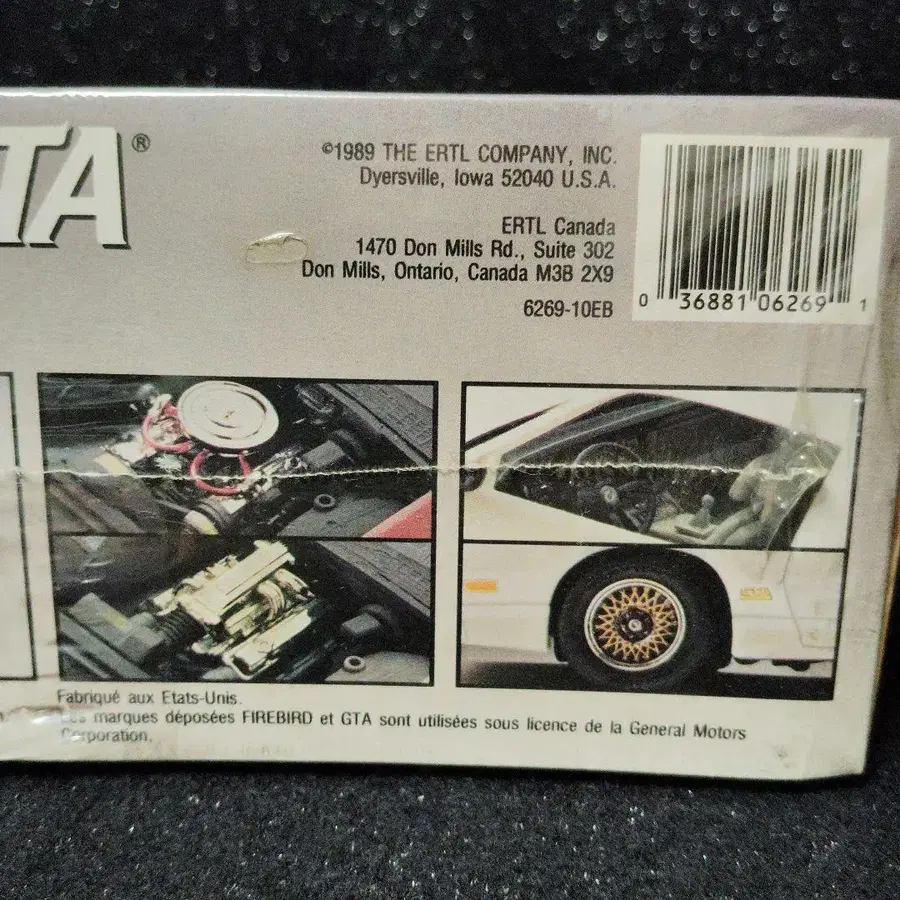 TA®
©1989 THE ERTL COMPANY, INC.
Dyersville, Iowa 52040 U.S.A.
ERTL Canada
1470 Don Mills Rd., Suite 302
Don Mills, Ontario, Canada M3B 2X9
6269-10EB
0 36881 06269 1
Fabriqué aux Etats-Unis.
Les marques déposées FIREBIRD et GTA sont utilisées sous licence de la General Motors
Corporation.